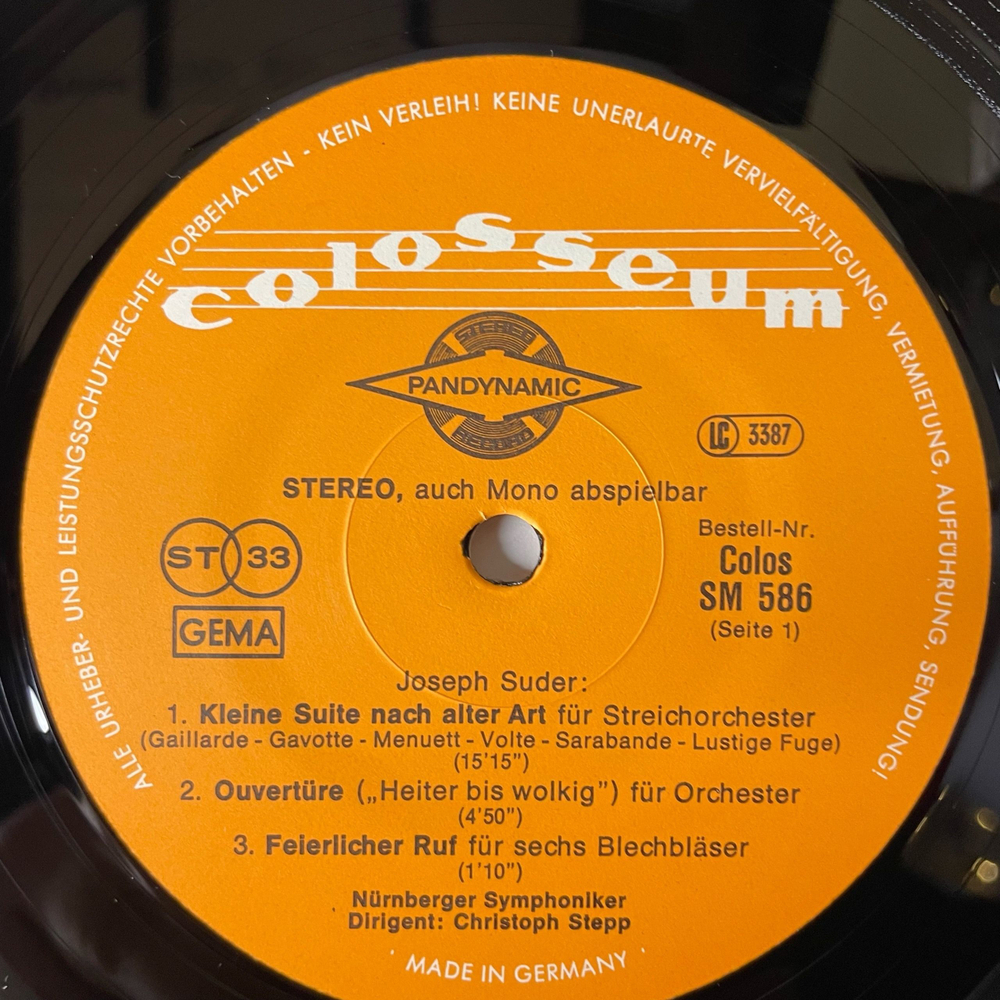 ALLE URHEBER- UND LEISTUNGSSCHUTZRECHTE VORBEHALTEN - KEIN VERLEIH! KEINE UNERLAUBTE VERVIELFÄLTIGUNG, VERMIETUNG, AUFFÜHRUNG, SENDUNG!
colosseum
STEREO
PANDYNAMIC
RECORD
LC 3387
STEREO, auch Mono abspielbar
ST 33
GEMA
Bestell-Nr.
Colos
SM 586
(Seite 1)
Joseph Suder:
1. Kleine Suite nach alter Art für Streichorchester
(Gaillarde - Gavotte - Menuett - Volte - Sarabande - Lustige Fuge)
(15'15")
2. Ouvertüre („Heiter bis wolkig") für Orchester
(4'50")
3. Feierlicher Ruf für sechs Blechbläser
(1'10")
Nürnberger Symphoniker
Dirigent: Christoph Stepp
MADE IN GERMANY